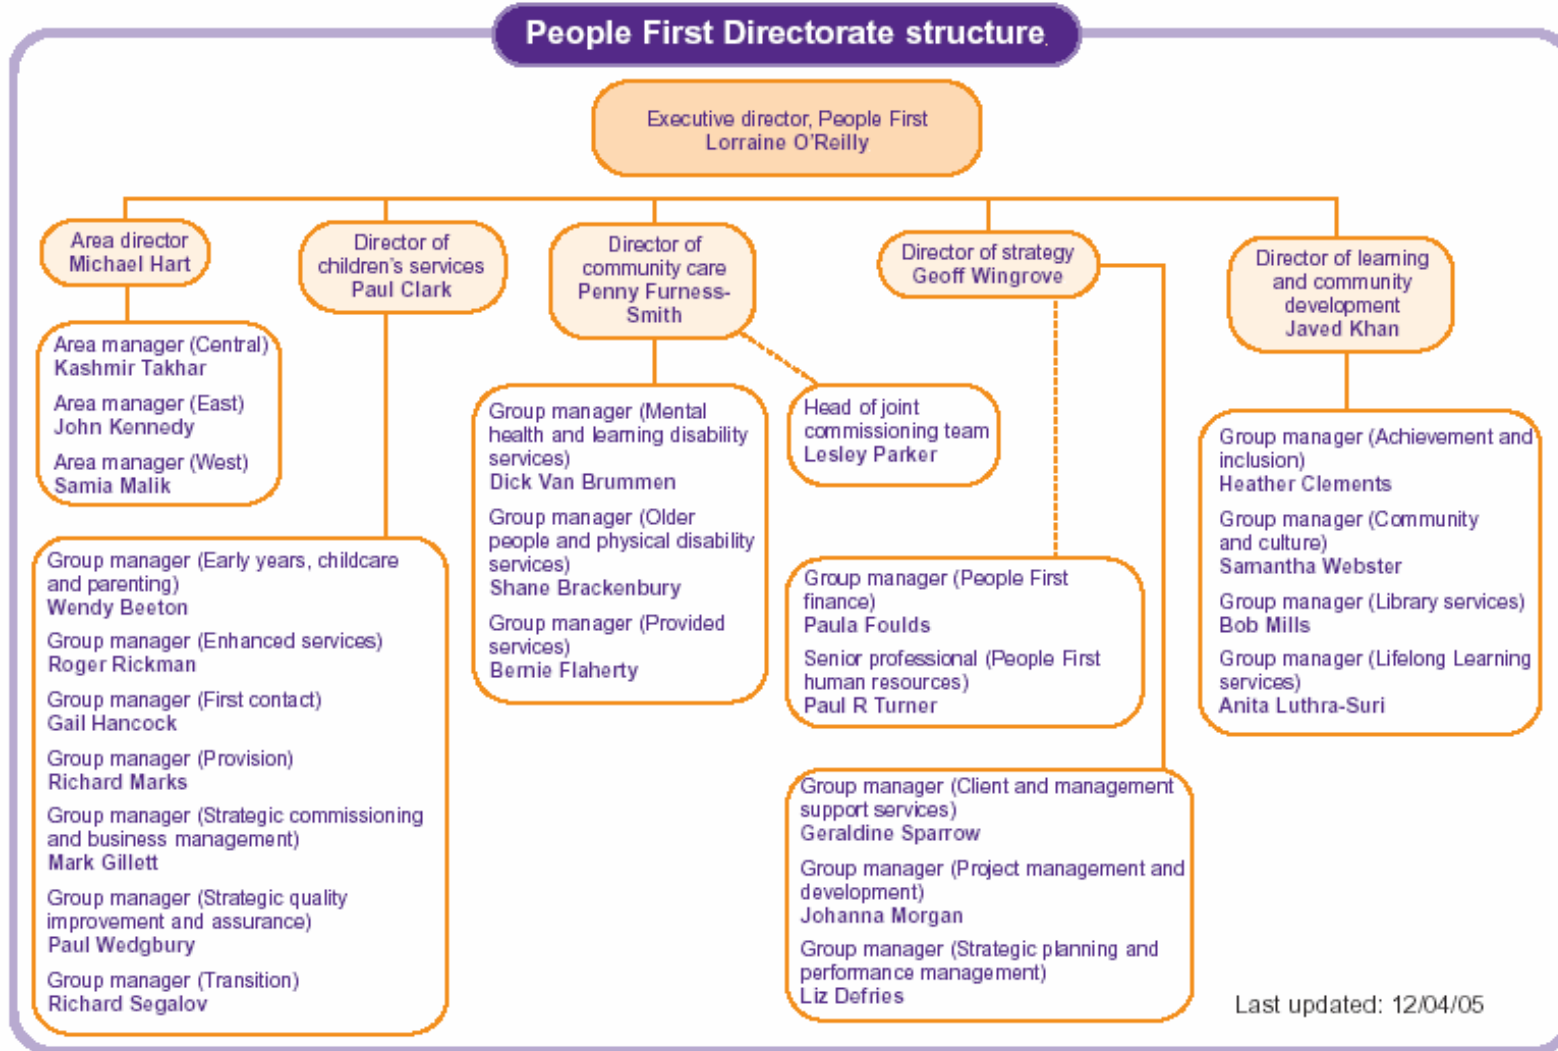 People First Directorate structure.
Executive director, People First
Lorraine O'Reilly
Area director
Michael Hart
Director of
children's services
Paul Clark
Director of
community care
Penny Furness-
Smith
Director of strategy
Geoff Wingrove
Director of learning
and community
development
Javed Khan
Area manager (Central)
Kashmir Takhar
Area manager (East)
John Kennedy
Area manager (West)
Samia Malik
Group manager (Early years, childcare
and parenting)
Wendy Beeton
Group manager (Enhanced services)
Roger Rickman
Group manager (First contact)
Gail Hancock
Group manager (Provision)
Richard Marks
Group manager (Strategic commissioning
and business management)
Mark Gillett
Group manager (Strategic quality
improvement and assurance)
Paul Wedgbury
Group manager (Transition)
Richard Segalov
Group manager (Mental
health and learning disability
services)
Dick Van Brummen
Group manager (Older
people and physical disability
services)
Shane Brackenbury
Group manager (Provided
services)
Bernie Flaherty
Head of joint
commissioning team
Lesley Parker
Group manager (People First
finance)
Paula Foulds
Senior professional (People First
human resources)
Paul R Turner
Group manager (Client and management
support services)
Geraldine Sparrow
Group manager (Project management and
development)
Johanna Morgan
Group manager (Strategic planning and
performance management)
Liz Defries
Group manager (Achievement and
inclusion)
Heather Clements
Group manager (Community
and culture)
Samantha Webster
Group manager (Library services)
Bob Mills
Group manager (Lifelong Learning
services)
Anita Luthra-Suri
Last updated: 12/04/05